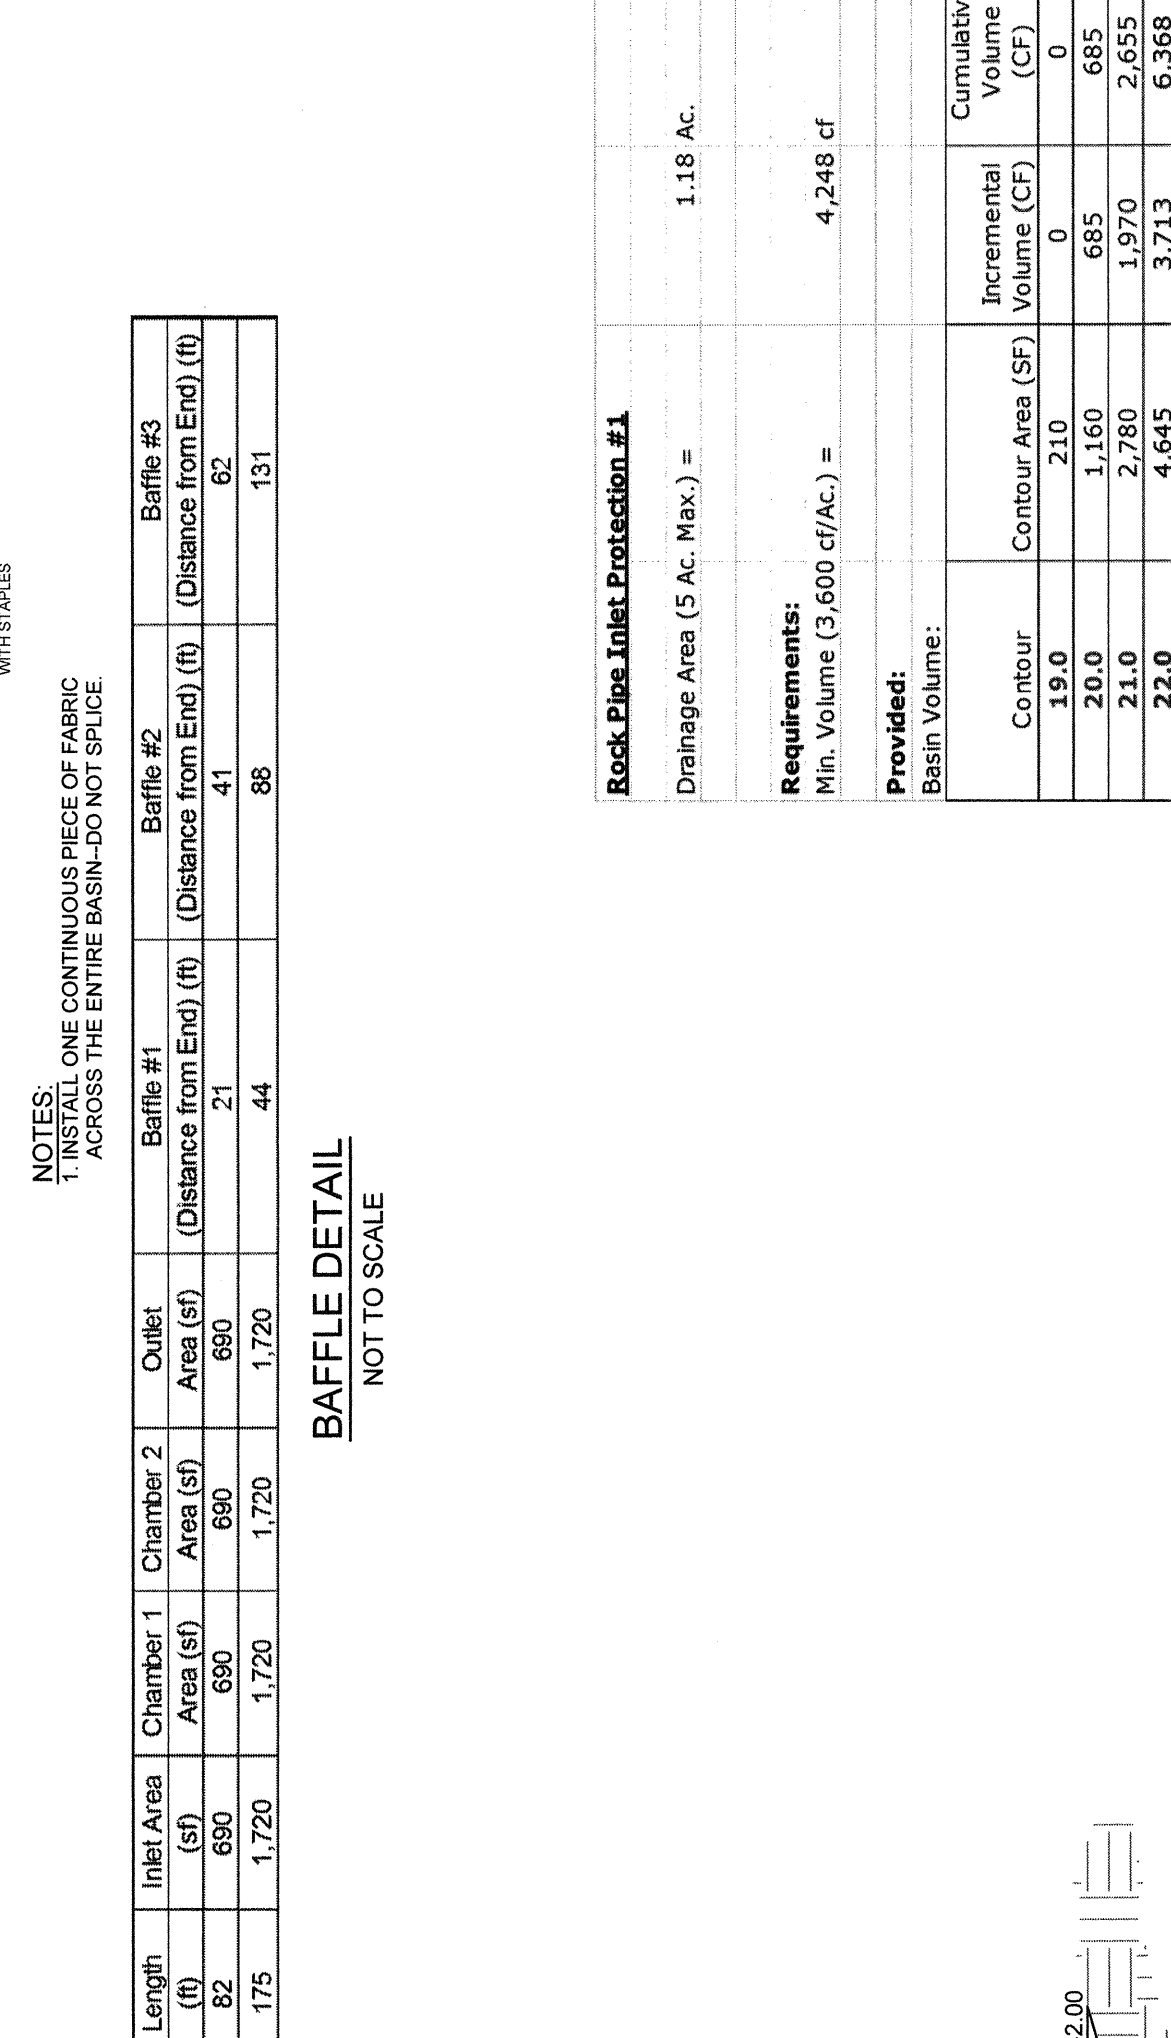 WITH STAPLES
NOTES:
1. INSTALL ONE CONTINUOUS PIECE OF FABRIC
ACROSS THE ENTIRE BASIN--DO NOT SPLICE.
Length Inlet Area Chamber 1 Chamber 2 Outlet Baffle #1 Baffle #2 Baffle #3
(ft) (sf) Area (sf) Area (sf) Area (sf) (Distance from End) (ft) (Distance from End) (ft) (Distance from End) (ft)
82 690 690 690 690 21 41 62
175 1,720 1,720 1,720 1,720 44 88 131
BAFFLE DETAIL
NOT TO SCALE
Rock Pipe Inlet Protection #1
Drainage Area (5 Ac. Max.) = 1.18 Ac.
Requirements:
Min. Volume (3,600 cf/Ac.) = 4,248 cf
Provided:
Basin Volume:
Cumulativ
Incremental Volume
Contour Contour Area (SF) Volume (CF) (CF)
19.0 210 0 0
20.0 1,160 685 685
21.0 2,780 1,970 2,655
22.0 4,645 3,713 6,368
2.00